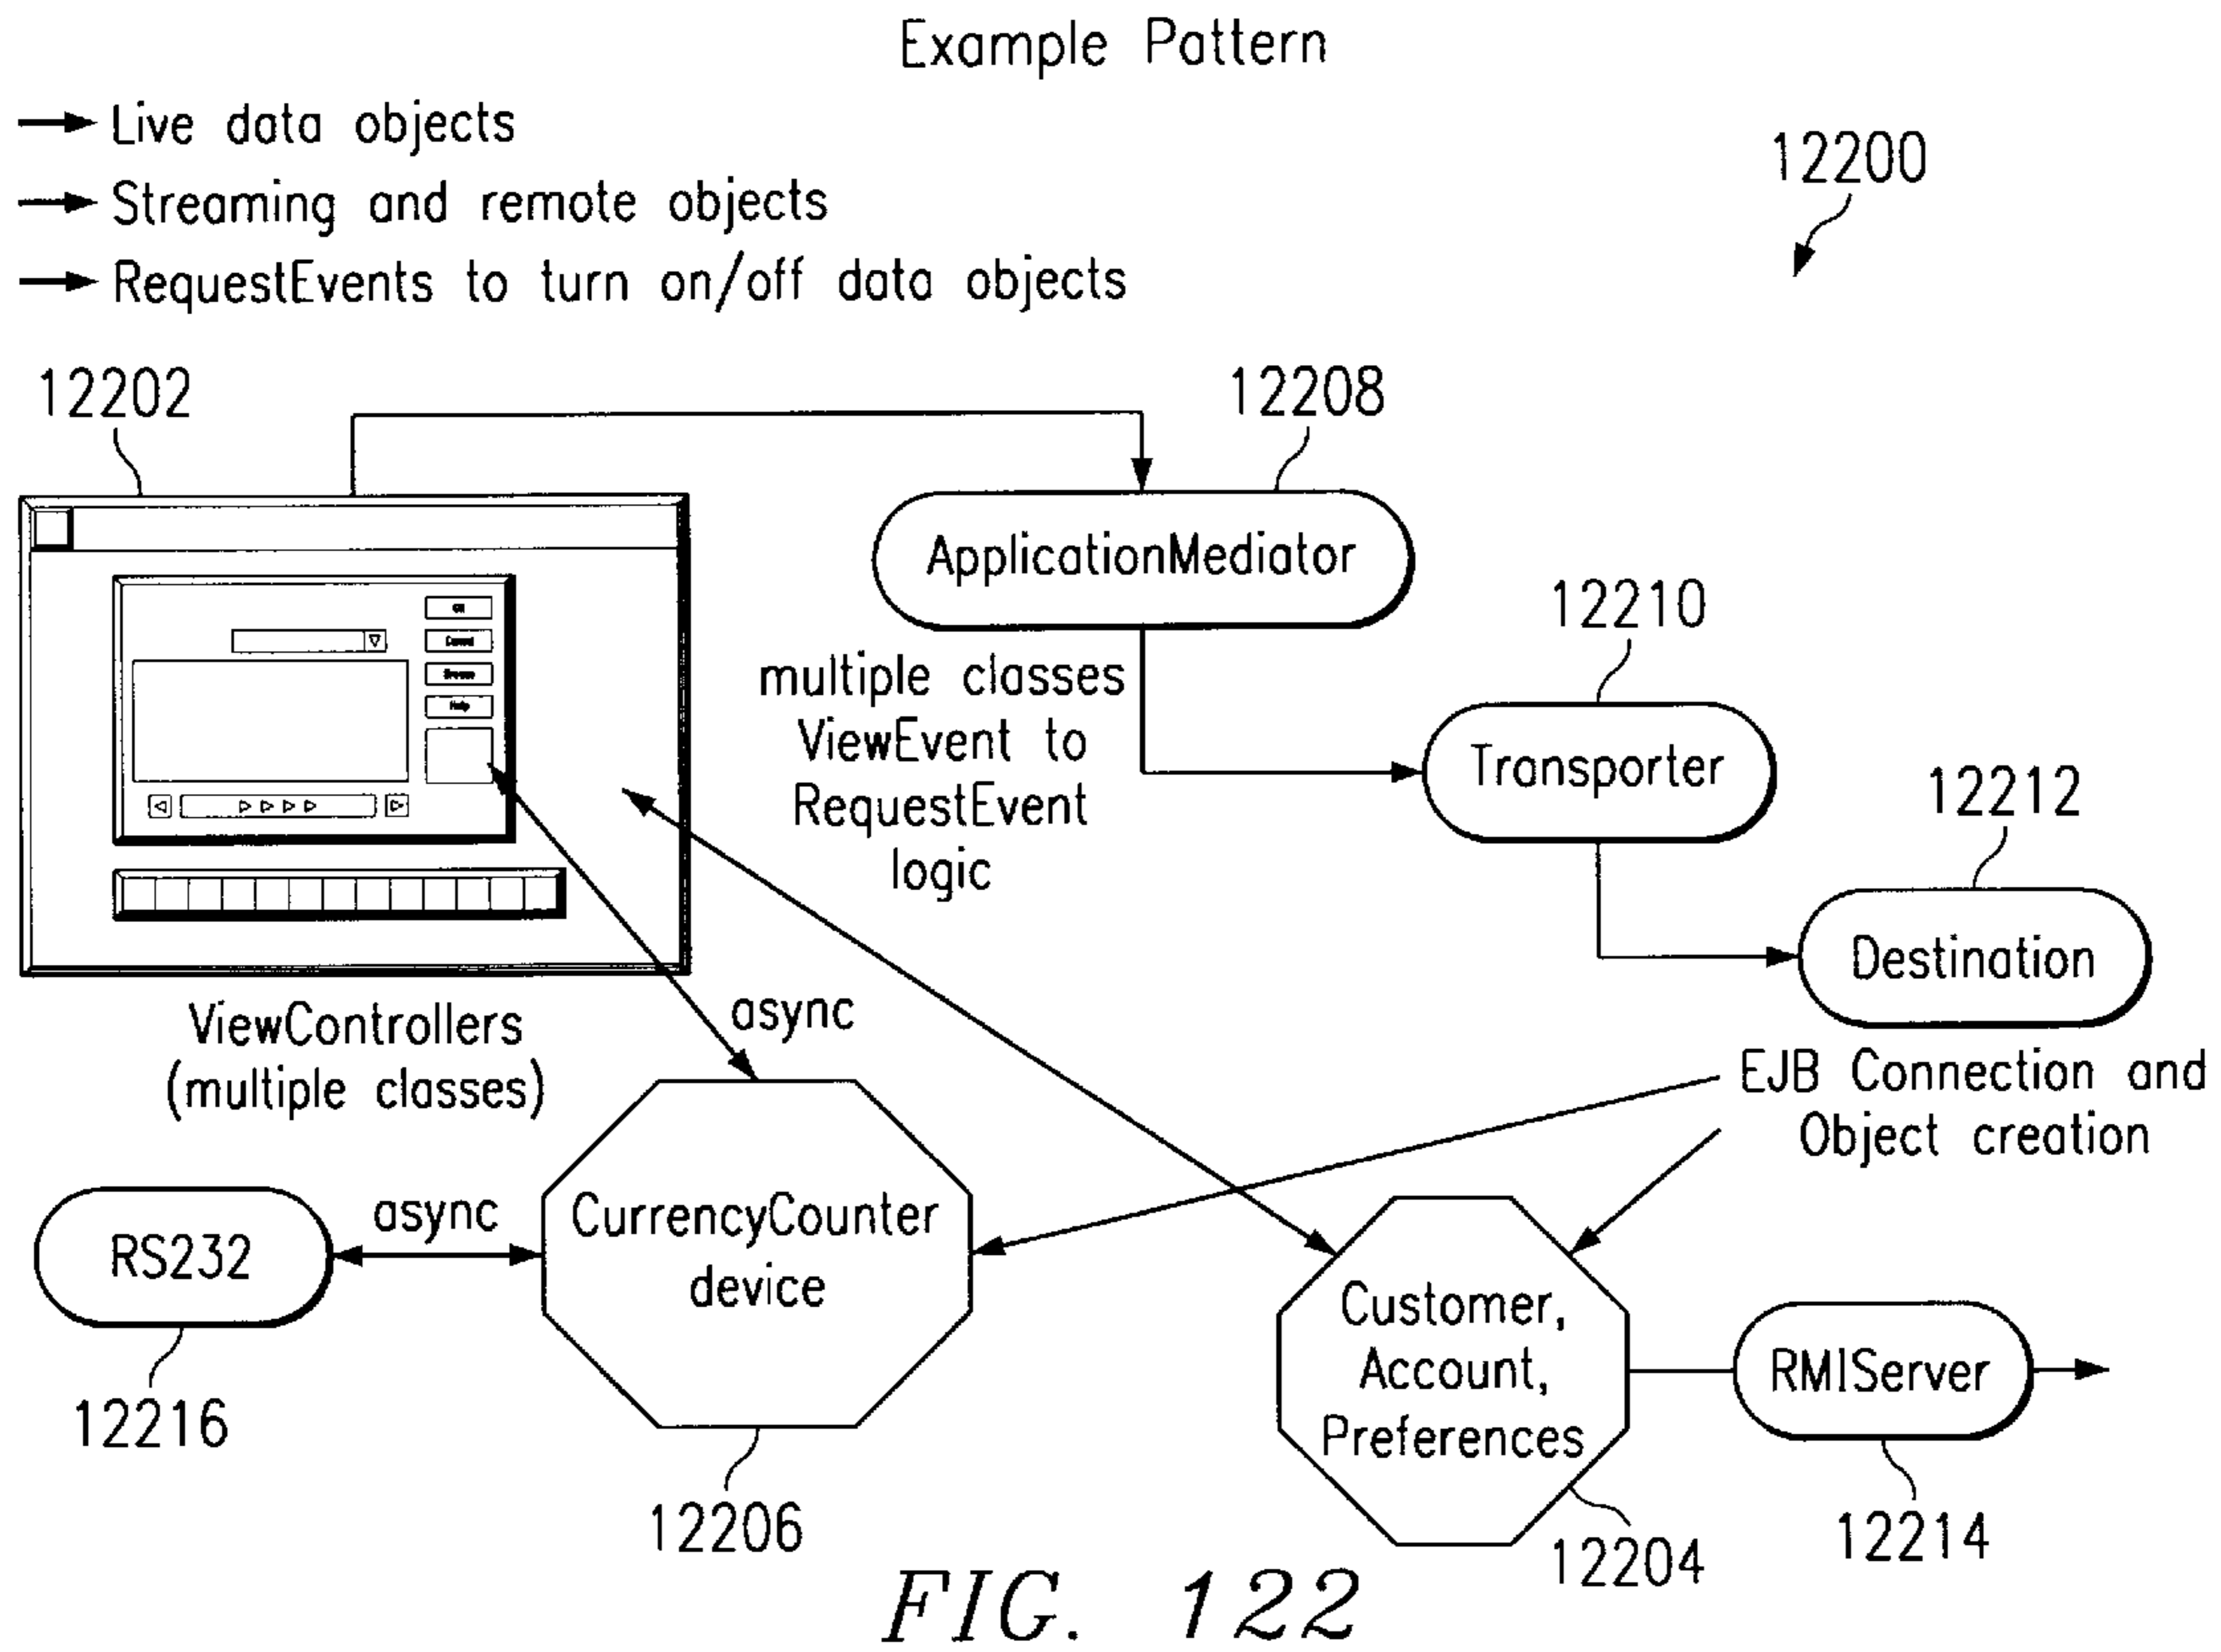 Example Pattern
→ Live data objects
→ Streaming and remote objects
→ RequestEvents to turn on/off data objects
12200
12202
12208
ApplicationMediator
12210
multiple classes
ViewEvent to
RequestEvent
logic
Transporter
12212
Destination
Help
ViewControllers
(multiple classes)
async
EJB Connection and
Object creation
RS232
async
CurrencyCounter
device
Customer,
Account,
Preferences
RMIServer
12216
12206
12204
12214
FIG. 122